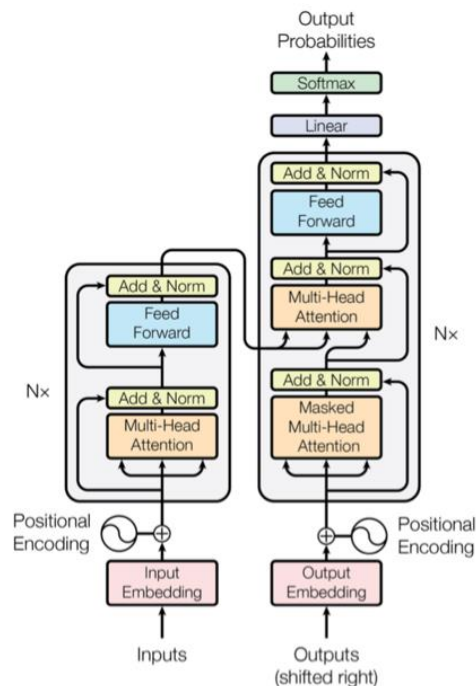 Output
Probabilities
Softmax
Linear
Add & Norm
Feed
Forward
Add & Norm
Multi-Head
Attention
Add & Norm
Masked
Multi-Head
Attention
N×
Add & Norm
Feed
Forward
N×
Add & Norm
Multi-Head
Attention
Positional
Encoding
Positional
Encoding
Input
Embedding
Output
Embedding
Inputs
Outputs
(shifted right)